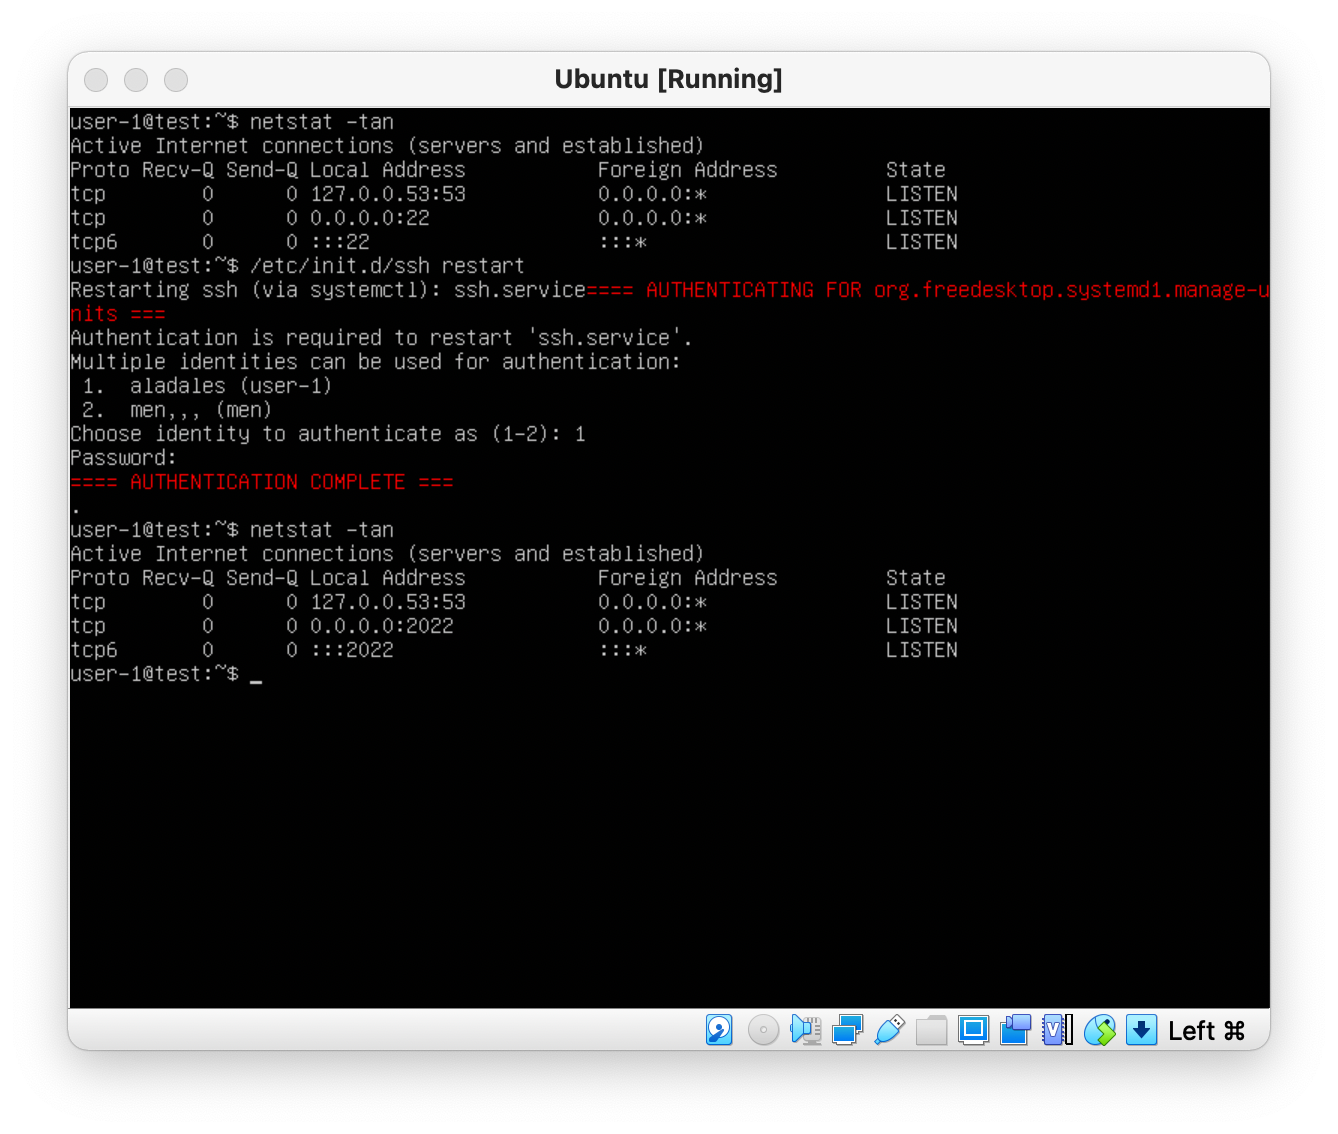 Ubuntu [Running]
user-1@test:~$ netstat -tan
Active Internet connections (servers and established)
Proto Recv-Q Send-Q Local Address           Foreign Address         State
tcp        0      0 127.0.0.53:53           0.0.0.0:*               LISTEN
tcp        0      0 0.0.0.0:22              0.0.0.0:*               LISTEN
tcp6       0      0 :::22                   :::*                    LISTEN
user-1@test:~$ /etc/init.d/ssh restart
Restarting ssh (via systemctl): ssh.service==== AUTHENTICATING FOR org.freedesktop.systemd1.manage-u
nits ===
Authentication is required to restart 'ssh.service'.
Multiple identities can be used for authentication:
 1.  aladales (user-1)
 2.  men,,, (men)
Choose identity to authenticate as (1-2): 1
Password:
==== AUTHENTICATION COMPLETE ===
.
user-1@test:~$ netstat -tan
Active Internet connections (servers and established)
Proto Recv-Q Send-Q Local Address           Foreign Address         State
tcp        0      0 127.0.0.53:53           0.0.0.0:*               LISTEN
tcp        0      0 0.0.0.0:2022            0.0.0.0:*               LISTEN
tcp6       0      0 :::2022                 :::*                    LISTEN
user-1@test:~$ _
V
Left ⌘